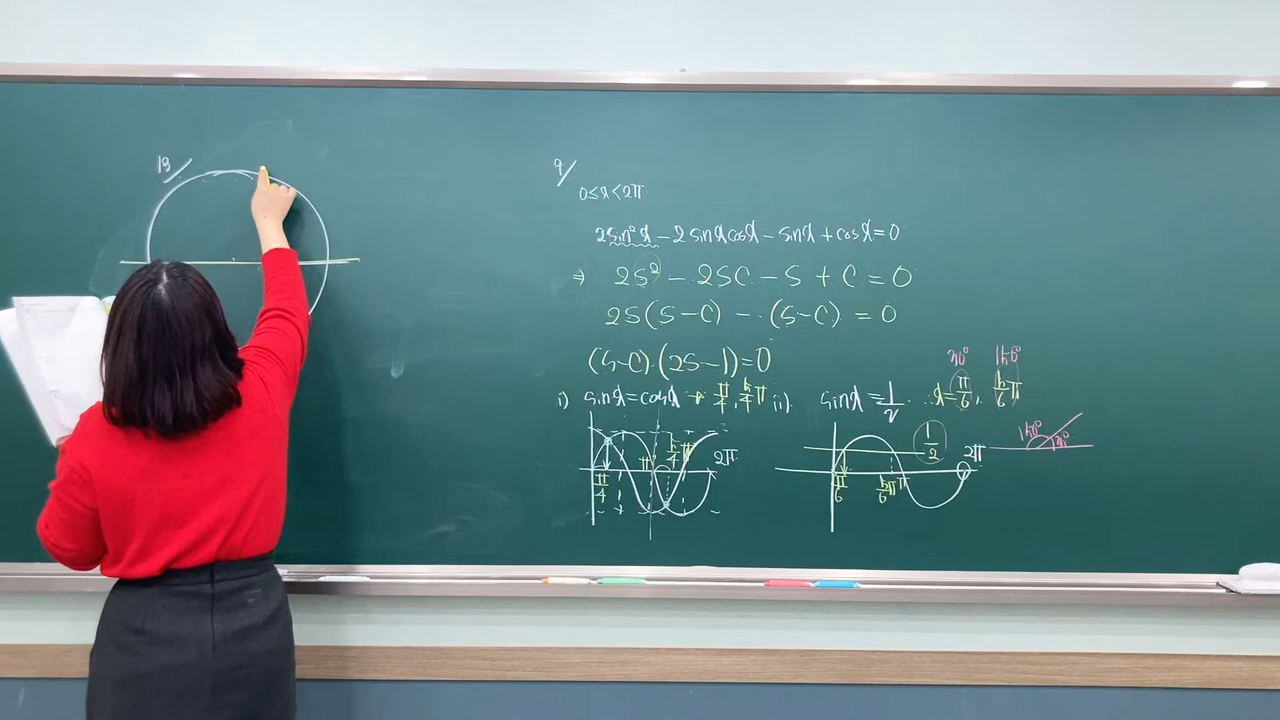 13/
9/
0≤x<2π
2sin²x-2sinxcosx-sinx+cosx=0
⇒ 2s²-2sc-s+c=0
2s(s-c)-(s-c)=0
(s-c)(2s-1)=0
i) sinx=cosx → π/4, 5/4π
ii) sinx=1/2 ∴x=π/6, 5/6π
30° 150°
π/4 π 5/4π 2π
π/6 5/6π π 1/2 2π
150° 30°